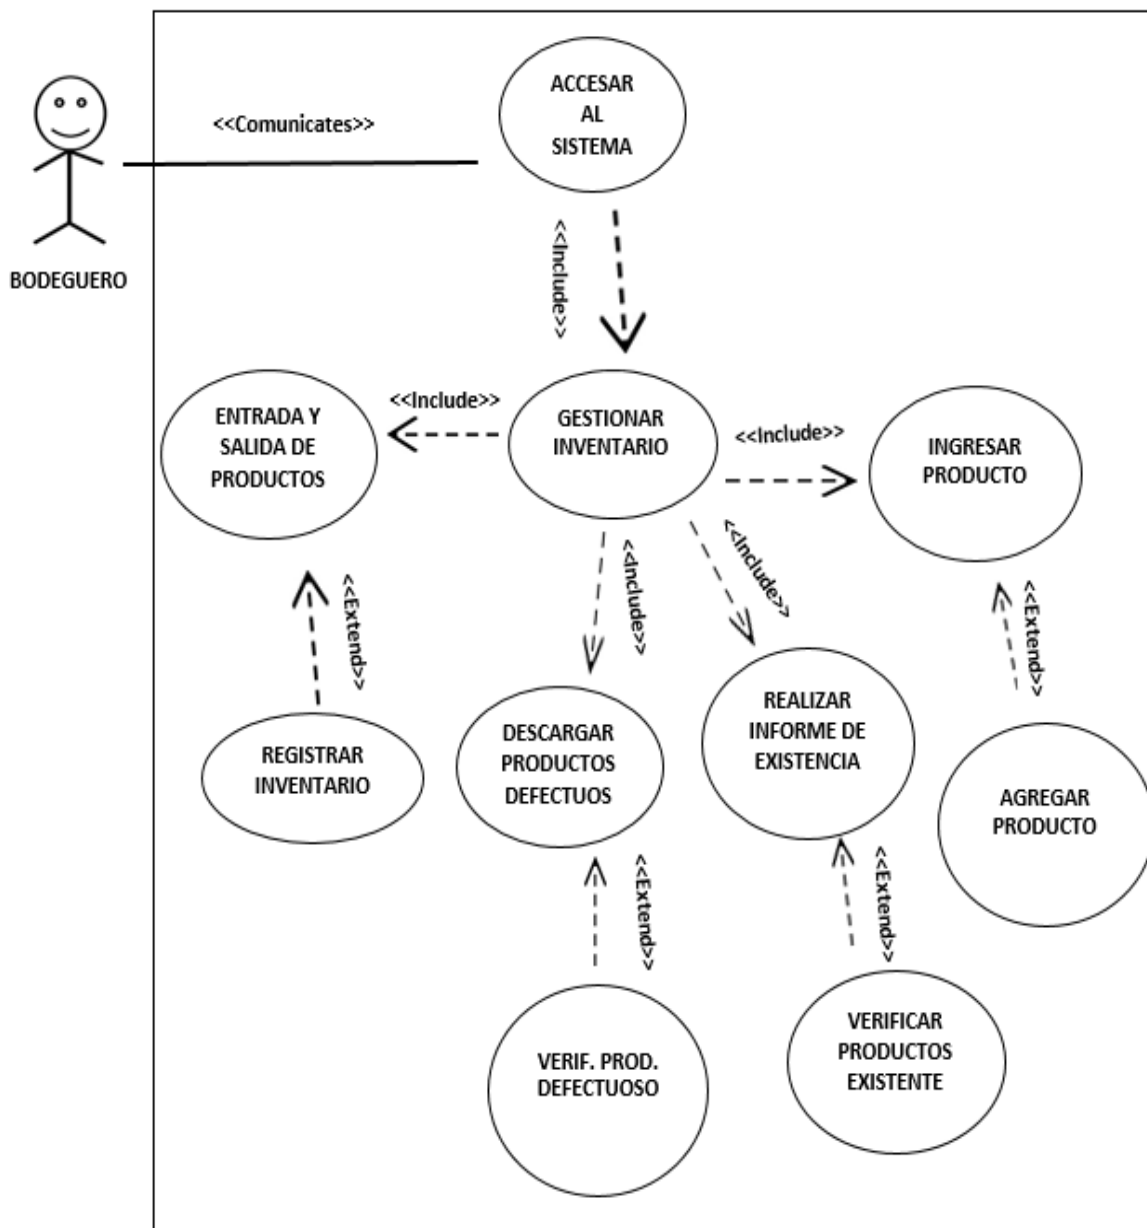 ACCESAR
AL
SISTEMA
<<Comunicates>>
BODEGUERO
<<Include>>
ENTRADA Y
SALIDA DE
PRODUCTOS
<<Include>>
GESTIONAR
INVENTARIO
<<Include>>
INGRESAR
PRODUCTO
<<Extend>>
<<Include>>
<<Include>>
<<Extend>>
REGISTRAR
INVENTARIO
DESCARGAR
PRODUCTOS
DEFECTUOS
REALIZAR
INFORME DE
EXISTENCIA
AGREGAR
PRODUCTO
<<Extend>>
<<Extend>>
VERIF. PROD.
DEFECTUOSO
VERIFICAR
PRODUCTOS
EXISTENTE